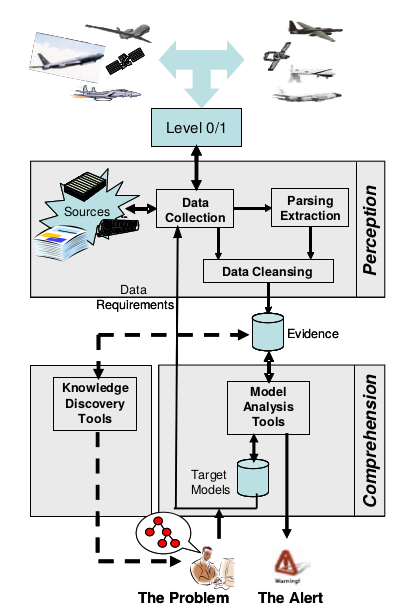 Level 0/1
Sources
Data
Collection
Parsing
Extraction
Data Cleansing
Perception
Data
Requirements
Evidence
Knowledge
Discovery
Tools
Model
Analysis
Tools
Target
Models
Comprehension
Warning!
The Problem
The Alert